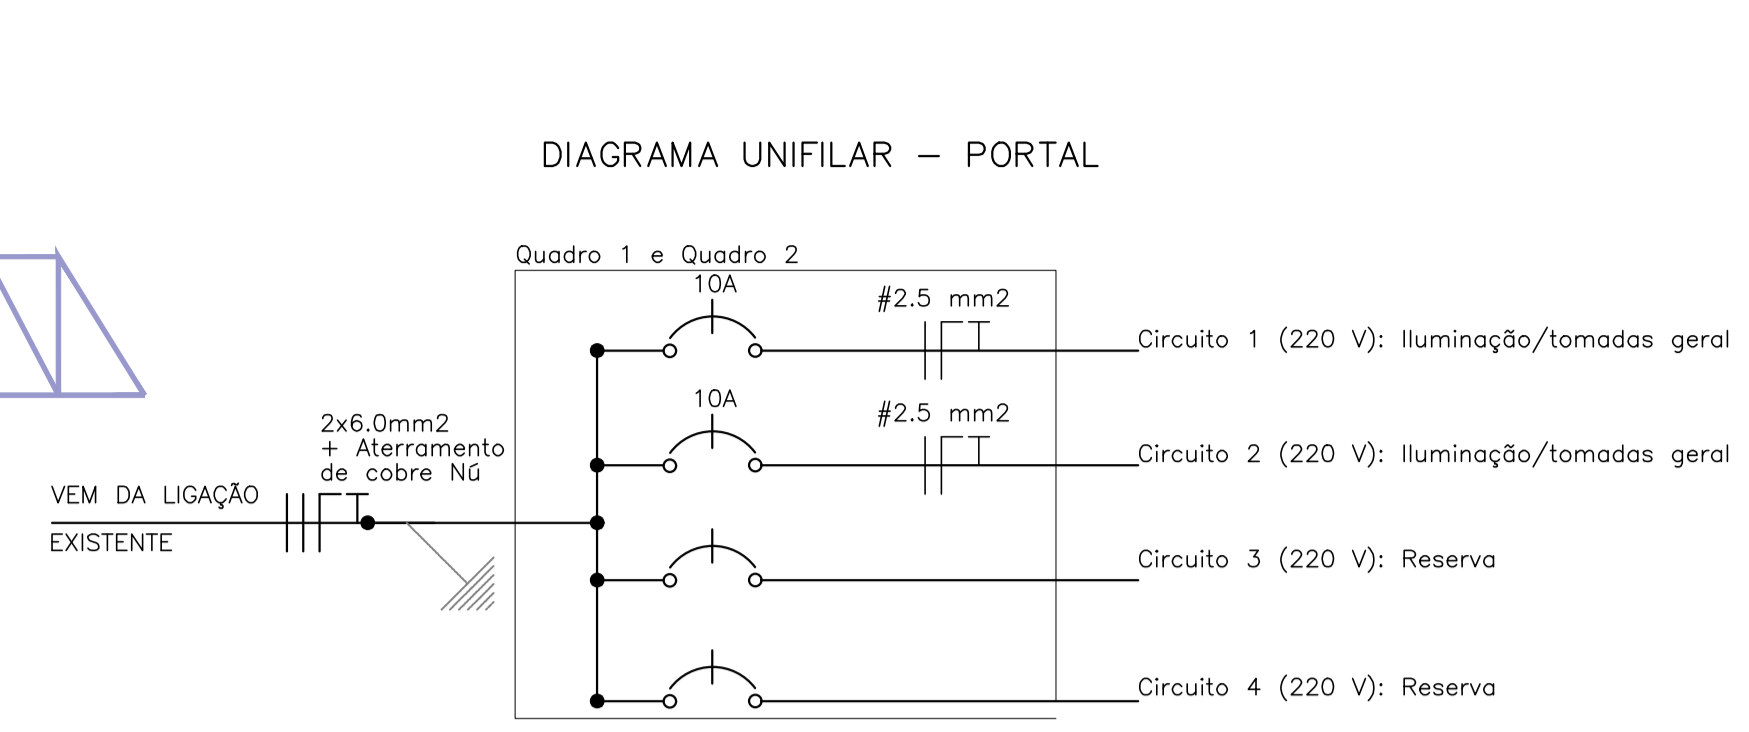 DIAGRAMA UNIFILAR – PORTAL
Quadro 1 e Quadro 2
10A
#2.5 mm2
Circuito 1 (220 V): Iluminação/tomadas geral
10A
#2.5 mm2
Circuito 2 (220 V): Iluminação/tomadas geral
2x6.0mm2
+ Aterramento
de cobre Nú
VEM DA LIGAÇÃO
EXISTENTE
Circuito 3 (220 V): Reserva
Circuito 4 (220 V): Reserva